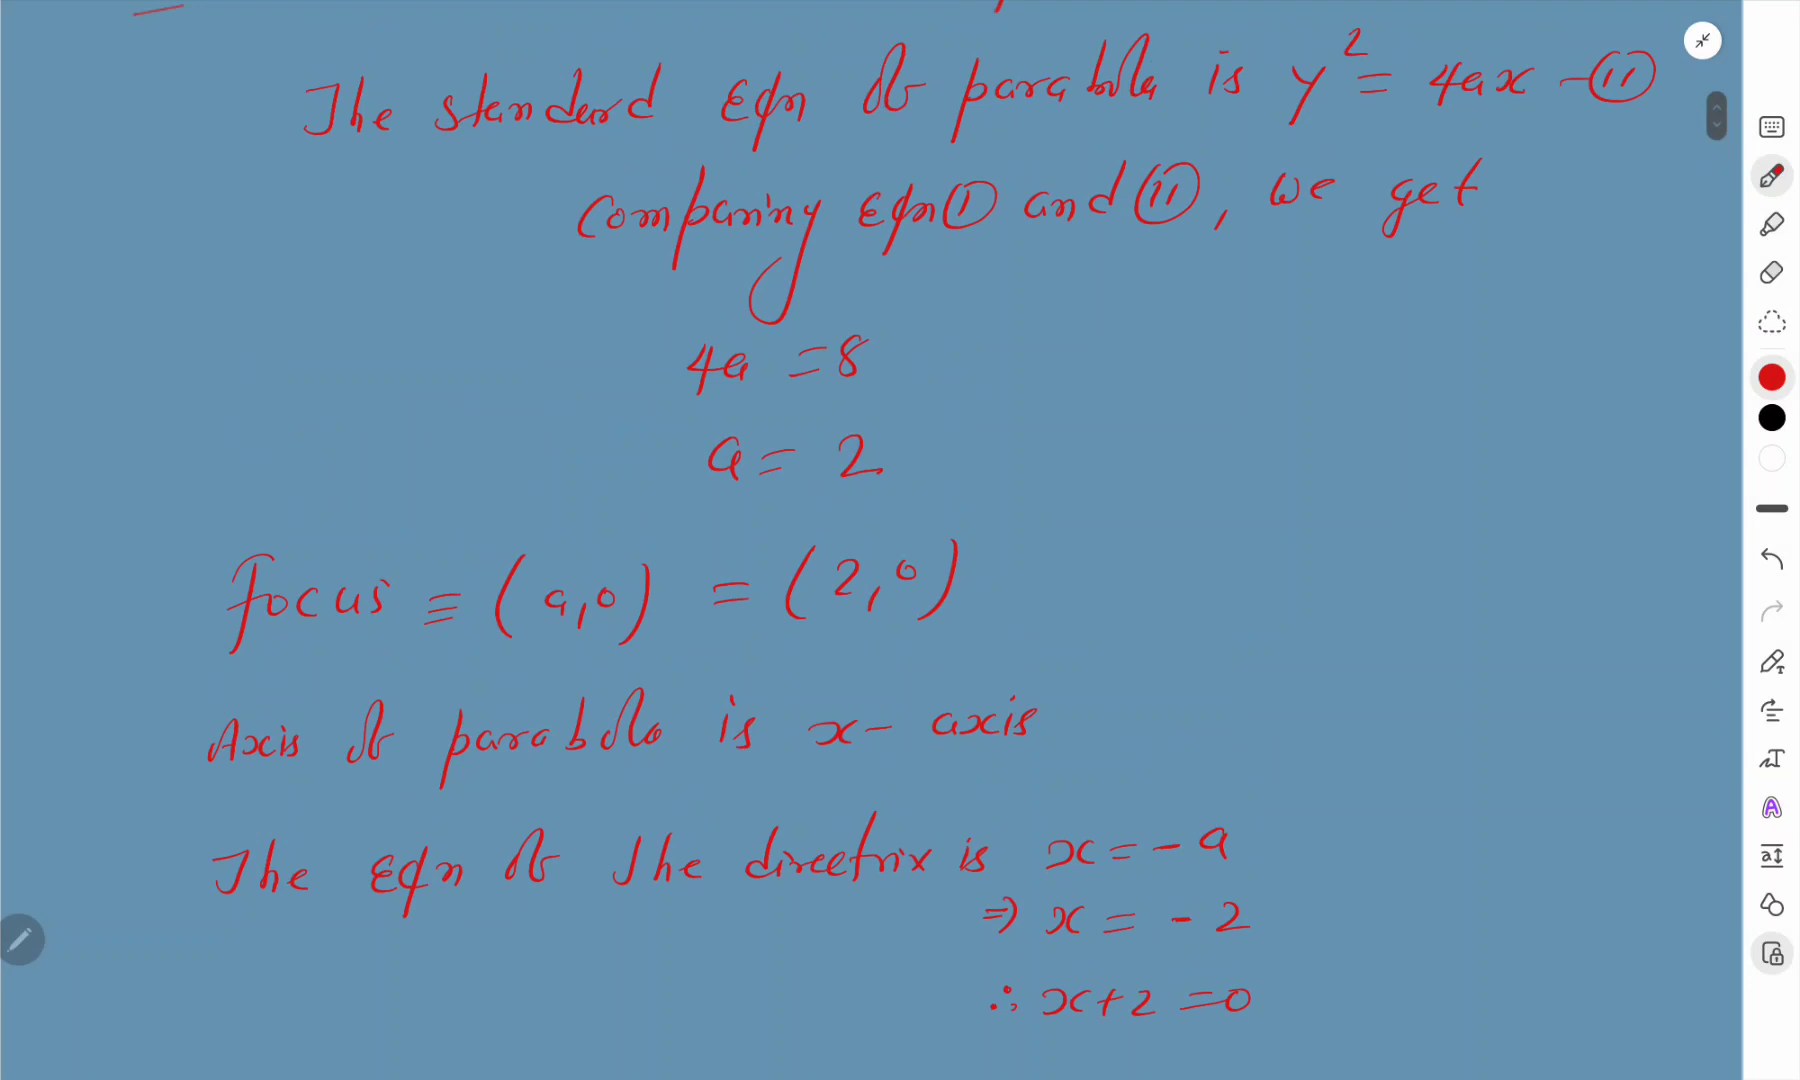 The standard Eqn of parabola is y² = 4ax -(II)
Comparing Eqn (I) and (II), we get
4a = 8
a = 2
focus ≡ (a,0) = (2,0)
Axis of parabola is x- axis
The Eqn of the directrix is x = - a
⇒ x = - 2
∴ x+2 =0